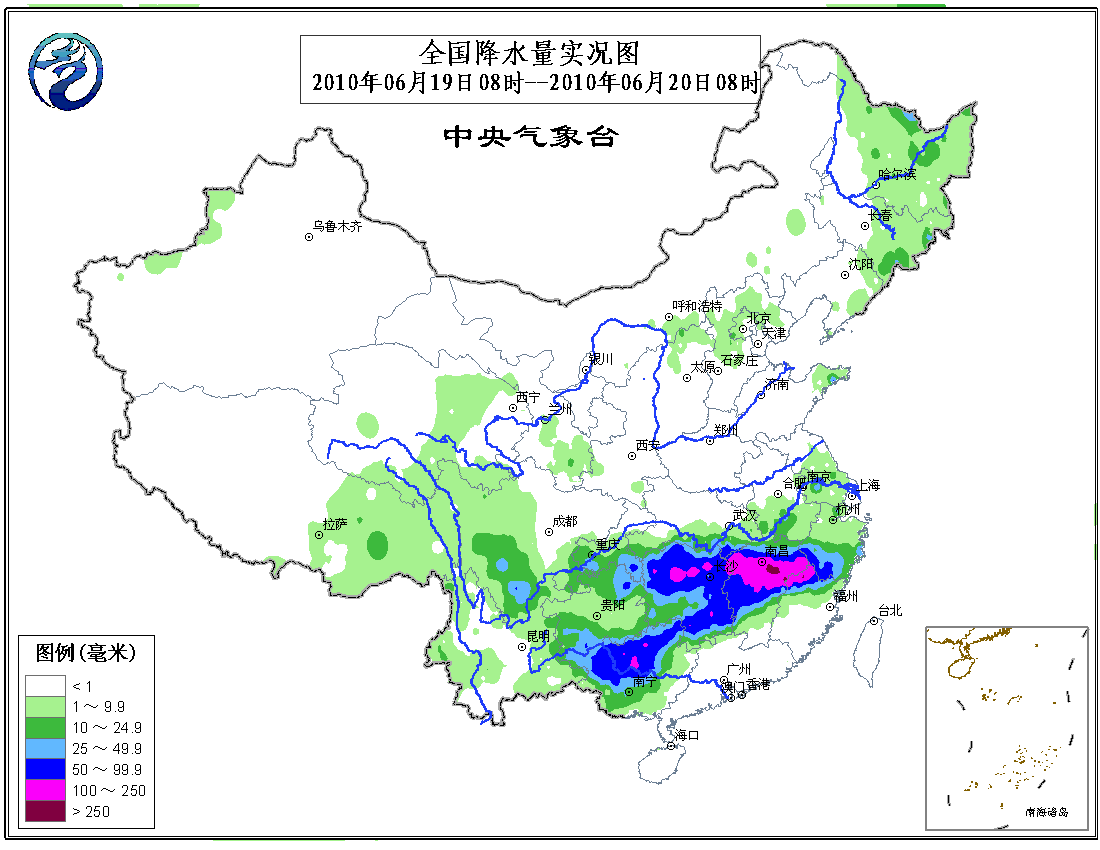 全国降水量实况图
2010年06月19日08时--2010年06月20日08时
中央气象台
哈尔滨
长春
乌鲁木齐
沈阳
呼和浩特
北京
天津
银川
太原
石家庄
济南
西宁
兰州
郑州
西安
合肥
南京
上海
杭州
武汉
拉萨
成都
重庆
南昌
沙
贵阳
福州
台北
昆明
广州
南宁
澳门
香港
海口
图例(毫米)
< 1
1～ 9.9
10 ～ 24.9
25 ～ 49.9
50 ～ 99.9
100 ～ 250
> 250
南海诸岛